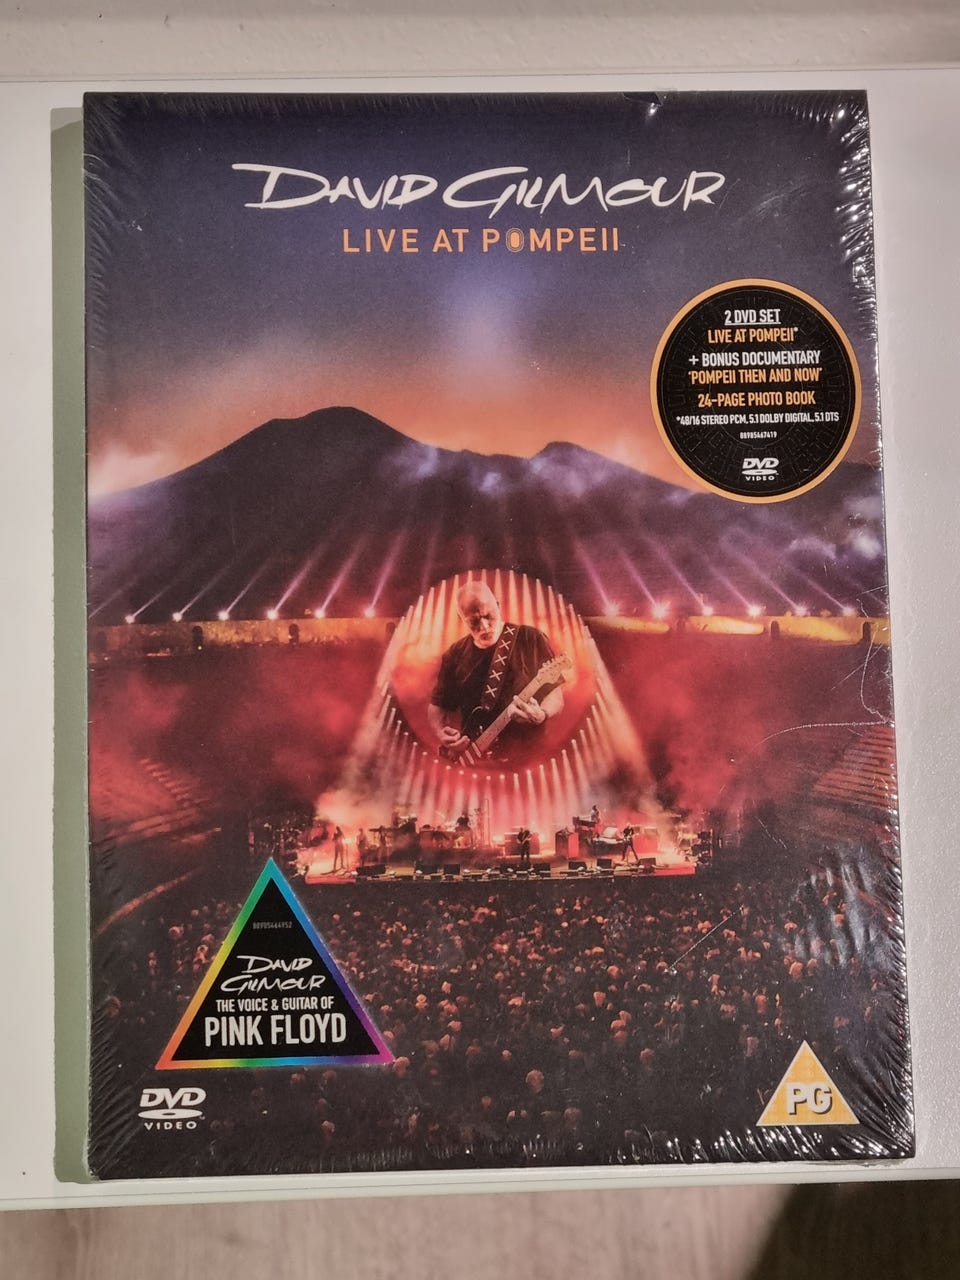 DAVID GILMOUR
LIVE AT POMPEII
2 DVD SET
LIVE AT POMPEII*
+ BONUS DOCUMENTARY
'POMPEII THEN AND NOW'
24-PAGE PHOTO BOOK
*48/16 STEREO PCM, 5.1 DOLBY DIGITAL, 5.1 DTS
88985467419
DVD
VIDEO
88985464952
DAVID
GILMOUR
THE VOICE & GUITAR OF
PINK FLOYD
DVD
VIDEO
PG